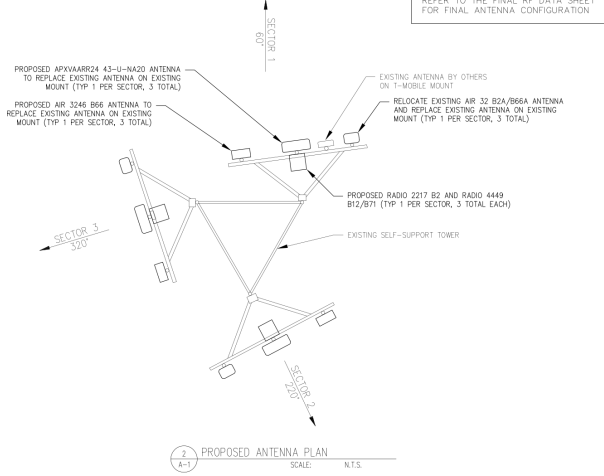 REFER TO THE FINAL RF DATA SHEET
FOR FINAL ANTENNA CONFIGURATION
SECTOR 1
60°
PROPOSED APXVAARR24 43-U-NA20 ANTENNA
TO REPLACE EXISTING ANTENNA ON EXISTING
MOUNT (TYP 1 PER SECTOR, 3 TOTAL)
PROPOSED AIR 3246 B66 ANTENNA TO
REPLACE EXISTING ANTENNA ON EXISTING
MOUNT (TYP 1 PER SECTOR, 3 TOTAL)
EXISTING ANTENNA BY OTHERS
ON T-MOBILE MOUNT
RELOCATE EXISTING AIR 32 B2A/B66A ANTENNA
AND REPLACE EXISTING ANTENNA ON EXISTING
MOUNT (TYP 1 PER SECTOR, 3 TOTAL)
PROPOSED RADIO 2217 B2 AND RADIO 4449
B12/B71 (TYP 1 PER SECTOR, 3 TOTAL EACH)
EXISTING SELF-SUPPORT TOWER
SECTOR 3
320°
SECTOR 2
220°
2
A-1
PROPOSED ANTENNA PLAN
SCALE: N.T.S.